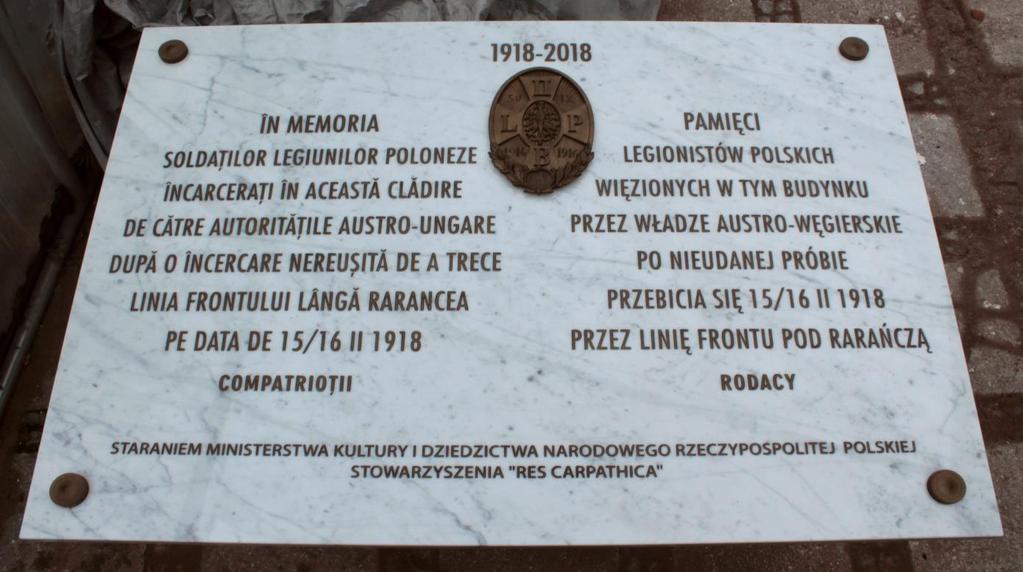 1918-2018
ÎN MEMORIA
SOLDAȚILOR LEGIUNILOR POLONEZE
ÎNCARCERAȚI ÎN ACEASTĂ CLĂDIRE
DE CĂTRE AUTORITĂȚILE AUSTRO-UNGARE
DUPĂ O ÎNCERCARE NEREUȘITĂ DE A TRECE
LINIA FRONTULUI LÂNGĂ RARANCEA
PE DATA DE 15/16 II 1918
COMPATRIOȚII
II
L P
1914 1916
B
PAMIĘCI
LEGIONISTÓW POLSKICH
WIĘZIONYCH W TYM BUDYNKU
PRZEZ WŁADZE AUSTRO-WĘGIERSKIE
PO NIEUDANEJ PRÓBIE
PRZEBICIA SIĘ 15/16 II 1918
PRZEZ LINIĘ FRONTU POD RARAŃCZĄ
RODACY
STARANIEM MINISTERSTWA KULTURY I DZIEDZICTWA NARODOWEGO RZECZYPOSPOLITEJ POLSKIEJ
STOWARZYSZENIA "RES CARPATHICA"